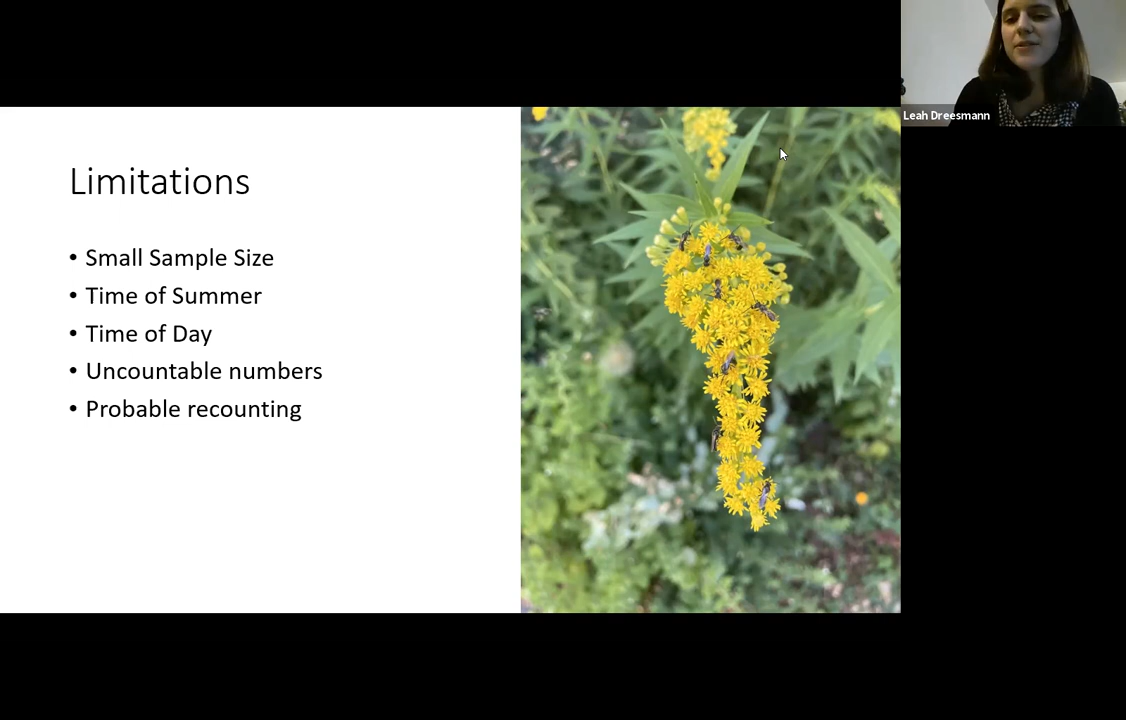 Leah Dreesmann
Limitations
• Small Sample Size
• Time of Summer
• Time of Day
• Uncountable numbers
• Probable recounting